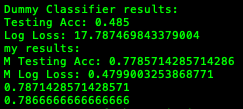 Dummy Classifier results:
Testing Acc: 0.485
Log Loss: 17.787469843379004
my results:
M Testing Acc: 0.7785714285714286
M Log Loss: 0.4799003253868771
0.7871428571428571
0.7866666666666666